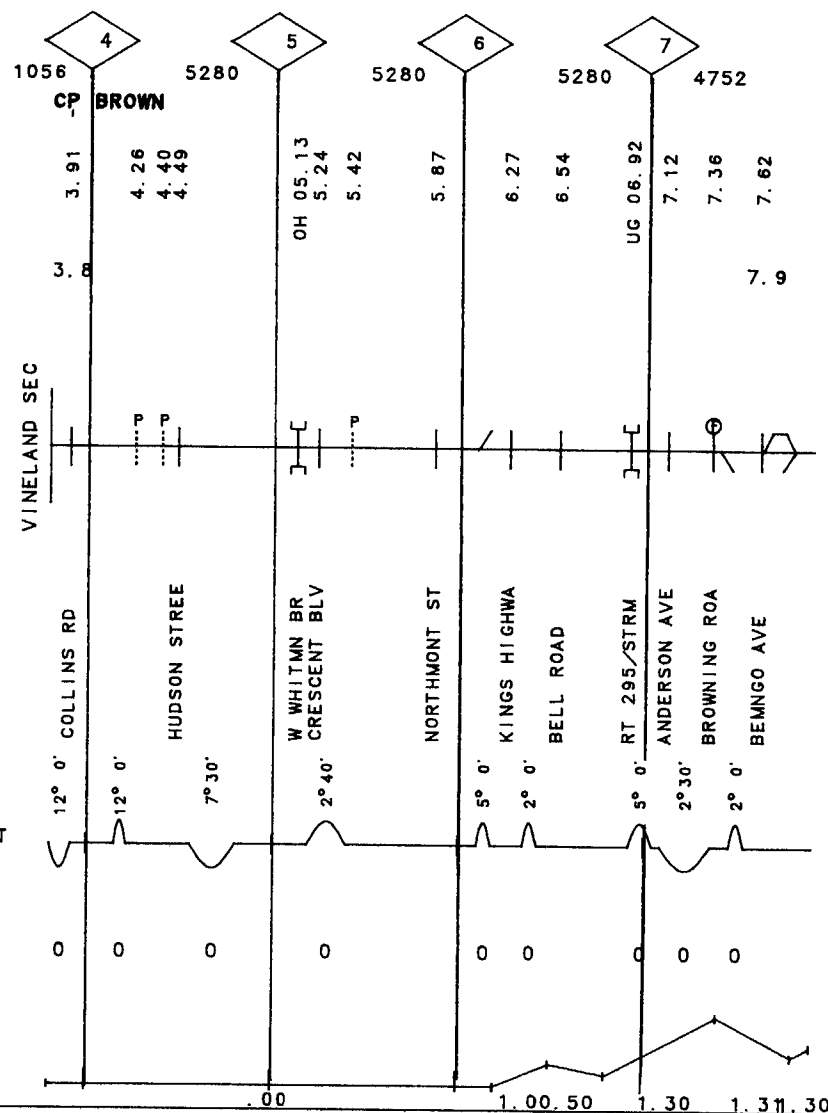 4 5 6 7
1056 5280 5280 5280 4752
CP BROWN
3.91 4.26 4.40 4.49 OH 05.13 5.24 5.42 5.87 6.27 6.54 UG 06.92 7.12 7.36 7.62
3.8 7.9
VINELAND SEC
P P P F
COLLINS RD
HUDSON STREE
W WHITMN BR
CRESCENT BLV
NORTHMONT ST
KINGS HIGHWA
BELL ROAD
RT 295/STRM
ANDERSON AVE
BROWNING ROA
BEMNGO AVE
12° 0' 12° 0' 7°30' 2°40' 5° 0' 2° 0' 5° 0' 2°30' 2° 0'
T
0 0 0 0 0 0 0 0 0
.00 1.00 .50 1.30 1.31 1.30